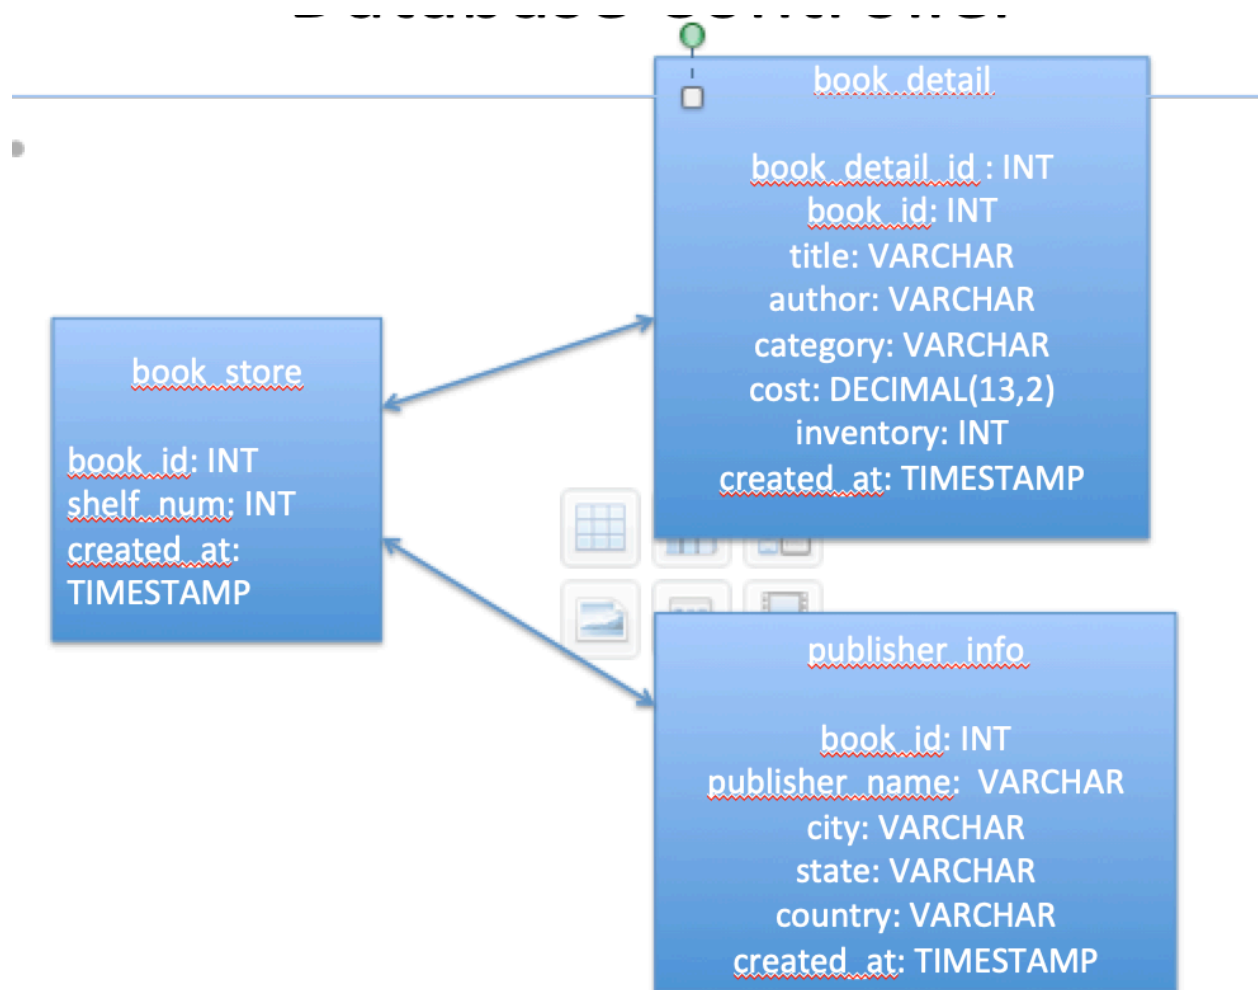 book_store
book_id: INT
shelf_num: INT
created_at:
TIMESTAMP
book_detail
book_detail_id : INT
book_id: INT
title: VARCHAR
author: VARCHAR
category: VARCHAR
cost: DECIMAL(13,2)
inventory: INT
created_at: TIMESTAMP
publisher_info
book_id: INT
publisher_name:  VARCHAR
city: VARCHAR
state: VARCHAR
country: VARCHAR
created_at: TIMESTAMP